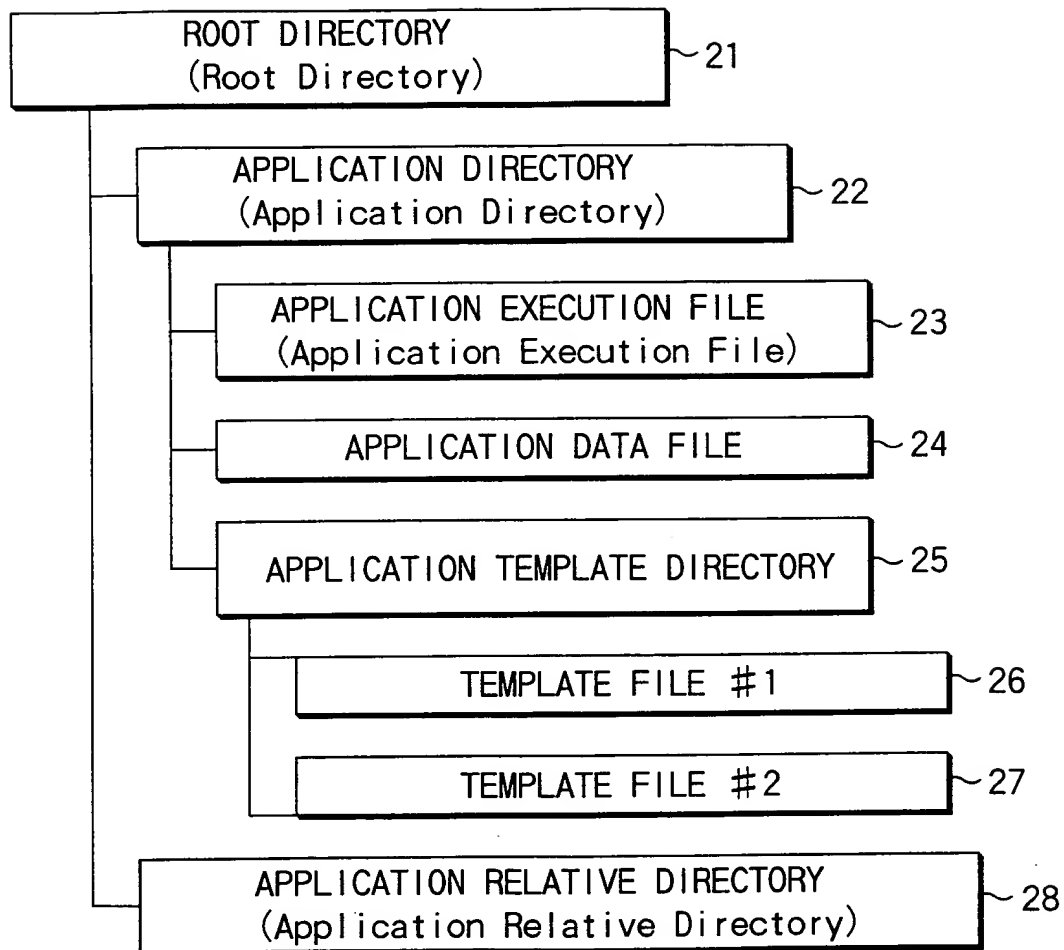 ROOT DIRECTORY
(Root Directory)
21
APPLICATION DIRECTORY
(Application Directory)
22
APPLICATION EXECUTION FILE
(Application Execution File)
23
APPLICATION DATA FILE
24
APPLICATION TEMPLATE DIRECTORY
25
TEMPLATE FILE #1
26
TEMPLATE FILE #2
27
APPLICATION RELATIVE DIRECTORY
(Application Relative Directory)
28